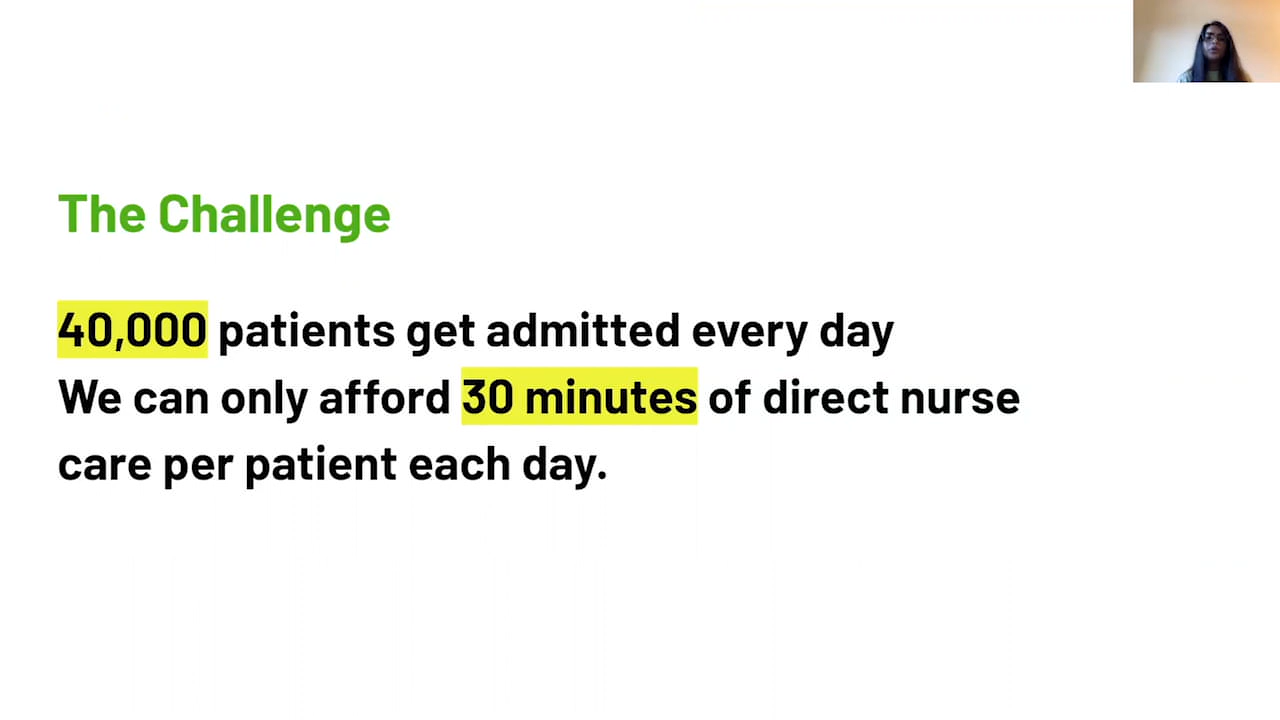 The Challenge
40,000 patients get admitted every day
We can only afford 30 minutes of direct nurse
care per patient each day.